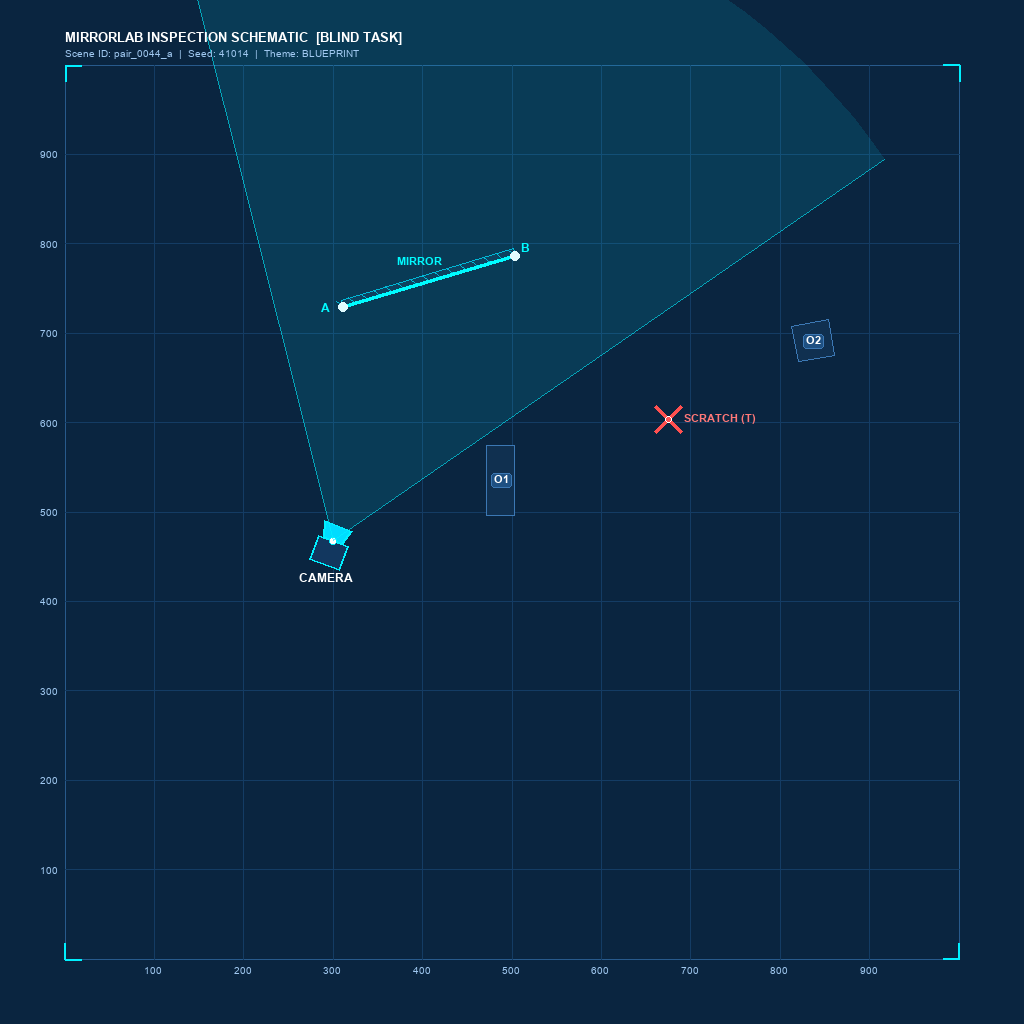 MIRRORLAB INSPECTION SCHEMATIC  [BLIND TASK]
Scene ID: pair_0044_a  |  Seed: 41014  |  Theme: BLUEPRINT
900
800
700
600
500
400
300
200
100
B
MIRROR
A
O2
SCRATCH (T)
O1
CAMERA
100 200 300 400 500 600 700 800 900